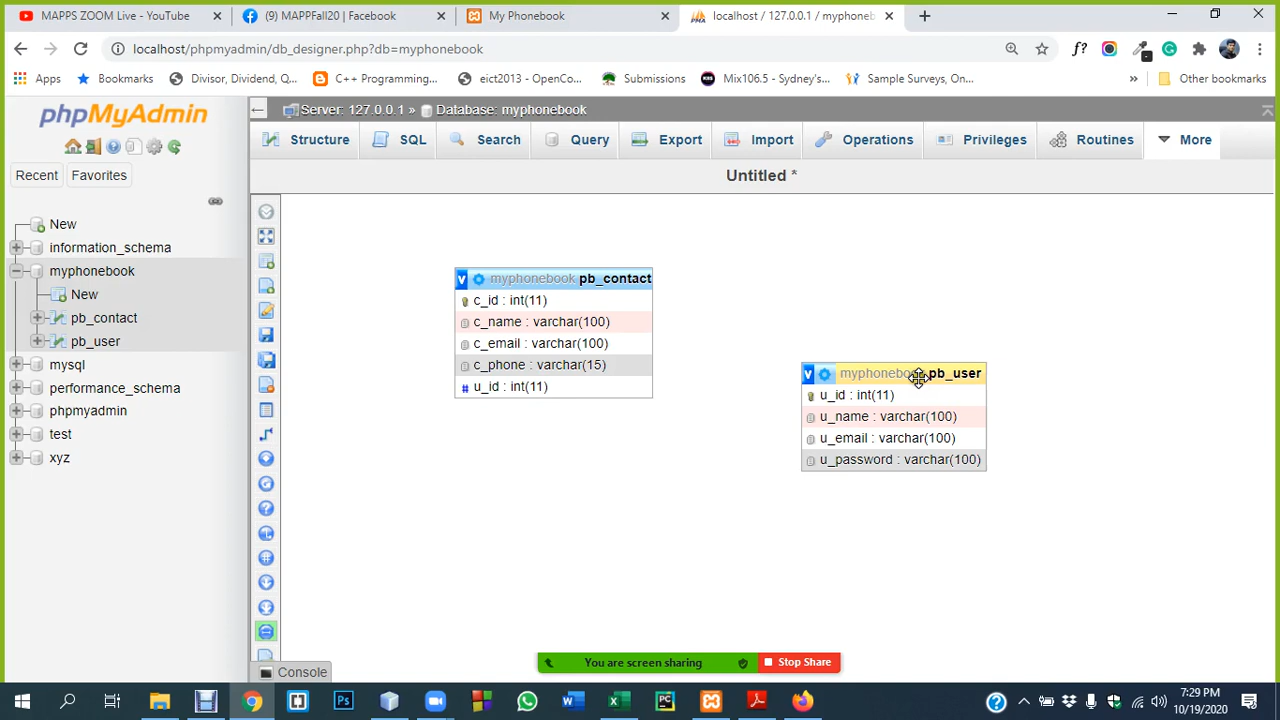 MAPPS ZOOM Live - YouTube
(9) MAPPFall20 | Facebook
My Phonebook
localhost / 127.0.0.1 / myphoneb
localhost/phpmyadmin/db_designer.php?db=myphonebook
f?
Apps
Bookmarks
Divisor, Dividend, Q...
C++ Programming...
eict2013 - OpenCo...
Submissions
Mix106.5 - Sydney's...
Sample Surveys, On...
»
Other bookmarks
phpMyAdmin
Recent
Favorites
New
information_schema
myphonebook
New
pb_contact
pb_user
mysql
performance_schema
phpmyadmin
test
xyz
Server: 127.0.0.1 » Database: myphonebook
Structure
SQL
Search
Query
Export
Import
Operations
Privileges
Routines
More
Untitled *
v myphonebook pb_contact
c_id : int(11)
c_name : varchar(100)
c_email : varchar(100)
c_phone : varchar(15)
# u_id : int(11)
v myphonebook pb_user
u_id : int(11)
u_name : varchar(100)
u_email : varchar(100)
u_password : varchar(100)
Console
You are screen sharing
Stop Share
7:29 PM
10/19/2020